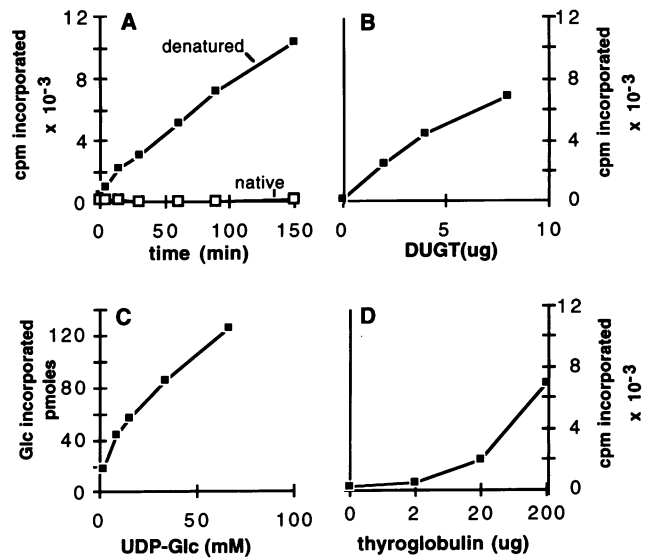 A
12
8
4
0
cpm incorporated
x 10-3
denatured
native
0 50 100 150
time (min)
B
12
8
4
0
cpm incorporated
x 10-3
0 5 10
DUGT(ug)
C
120
80
40
0
Glc incorporated
pmoles
0 50 100
UDP-Glc (mM)
D
12
8
4
0
cpm incorporated
x 10-3
0 2 20 200
thyroglobulin (ug)